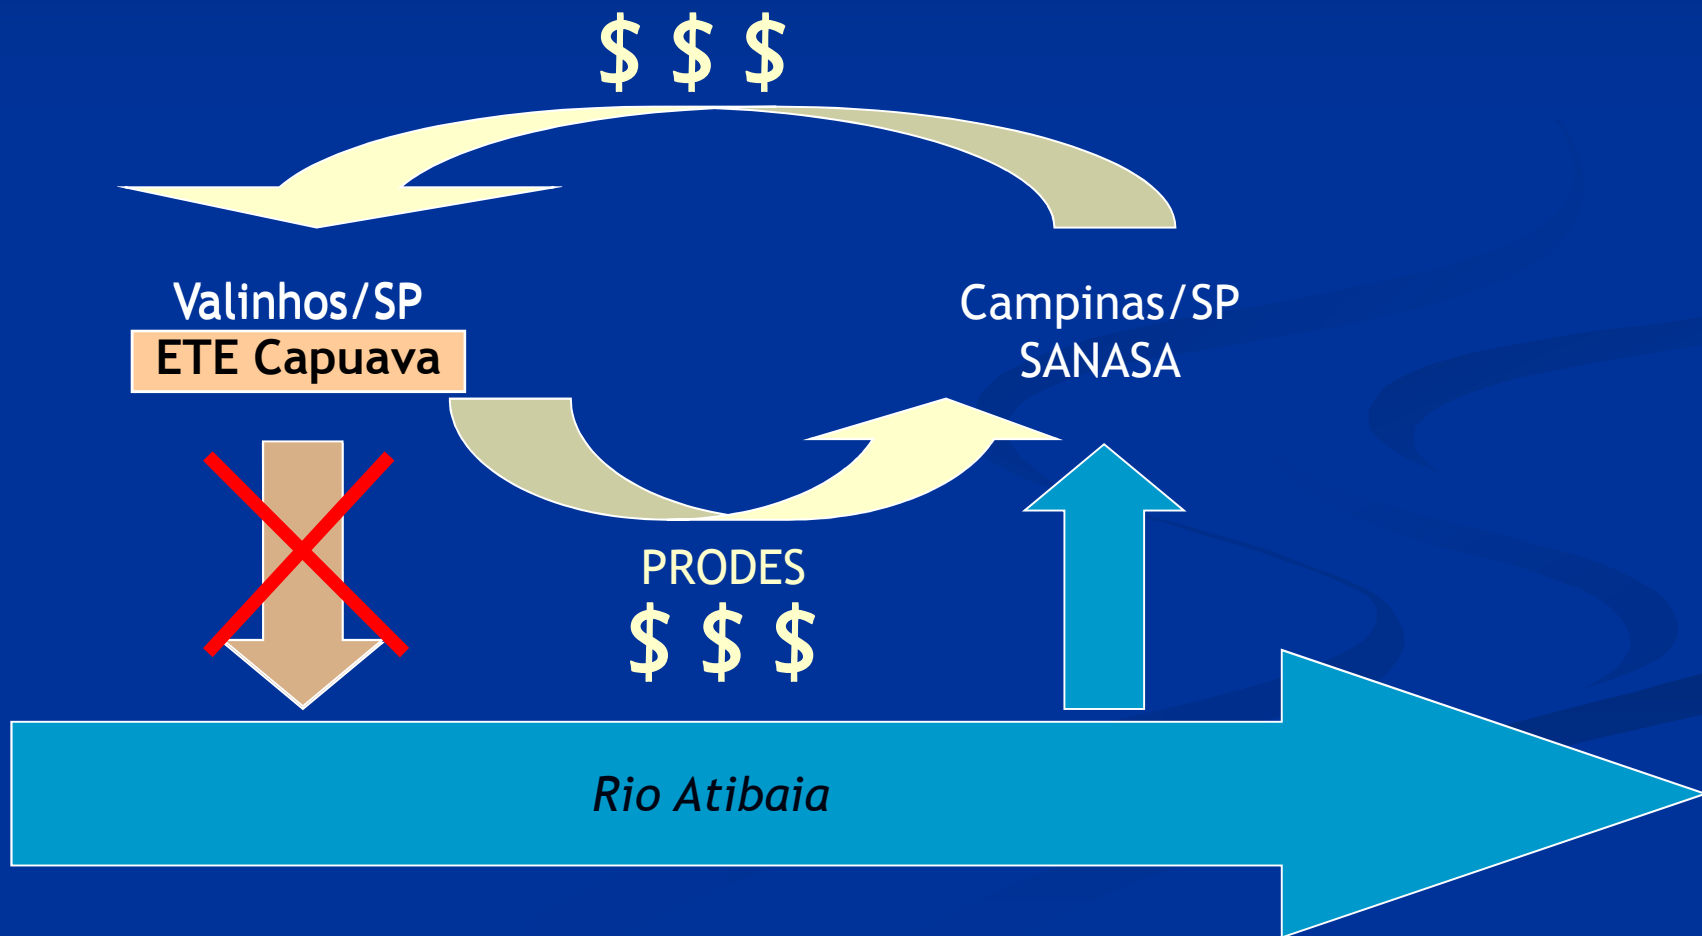 $ $ $
Valinhos/SP
ETE Capuava
Campinas/SP
SANASA
PRODES
$ $ $
Rio Atibaia